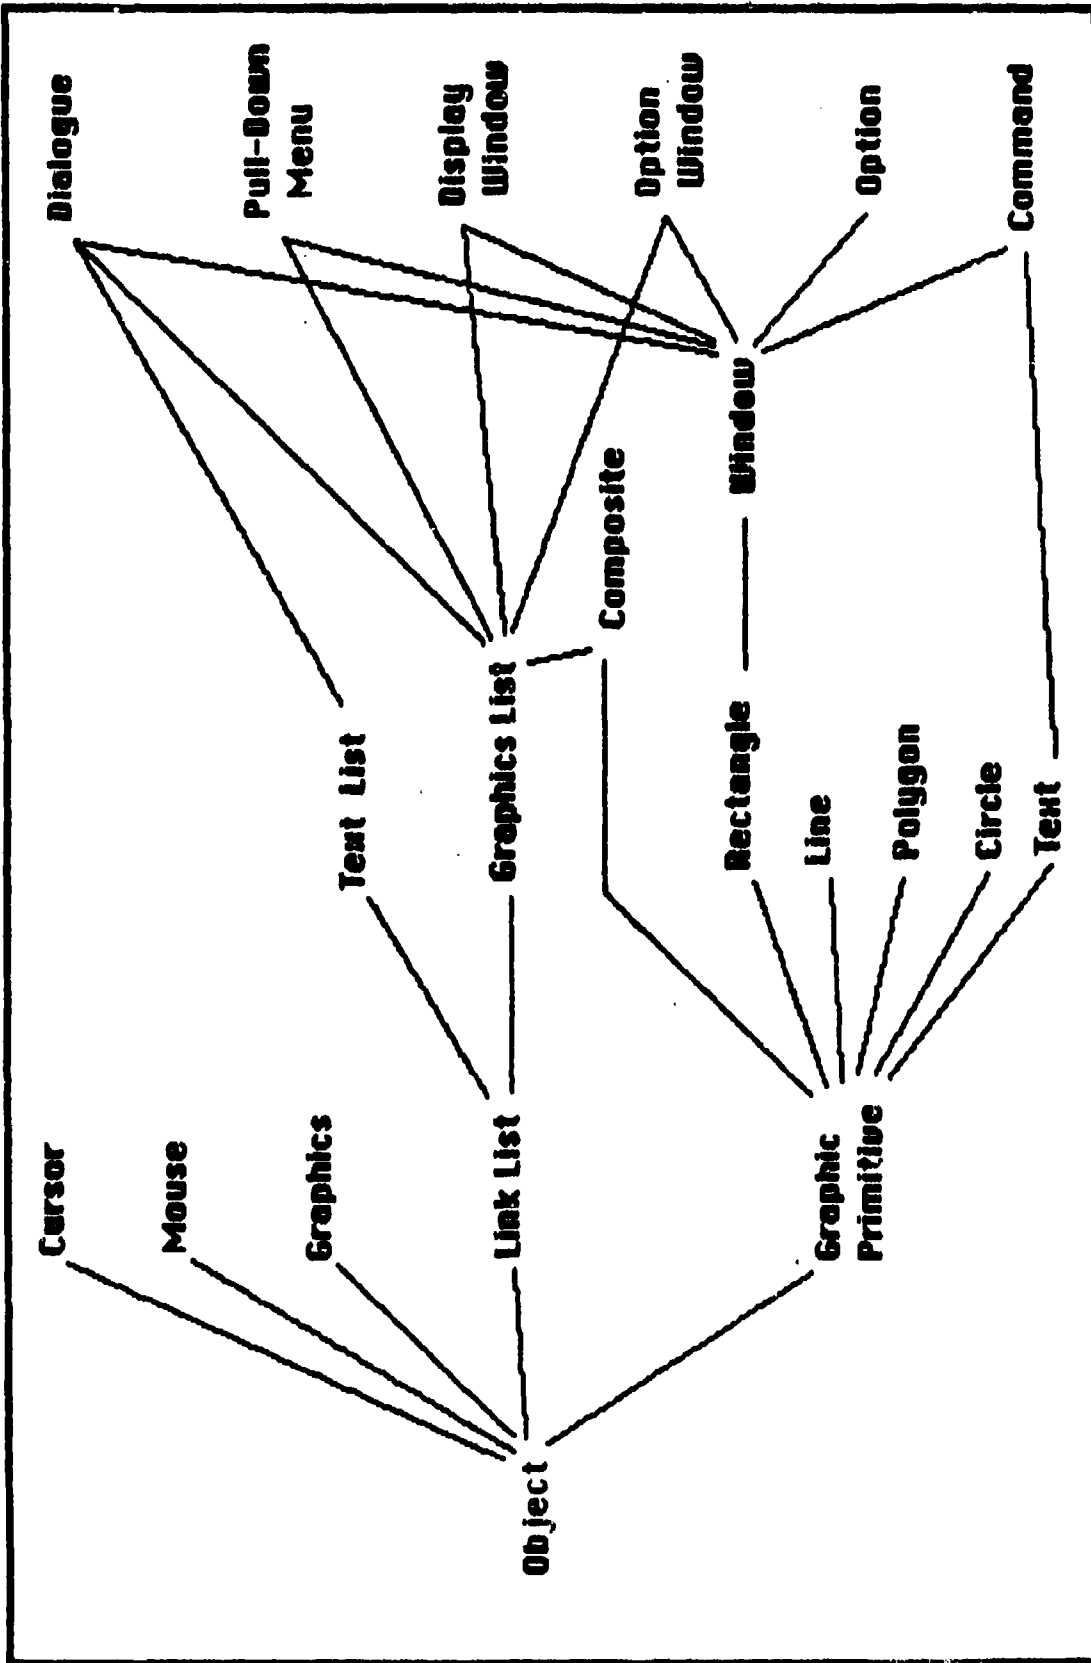 Object
Cursor
Mouse
Graphics
Link List
Graphic
Primitive
Text List
Graphics List
Composite
Rectangle
Line
Polygon
Circle
Text
Window
Dialogue
Pull-Down
Menu
Display
Window
Option
Window
Option
Command